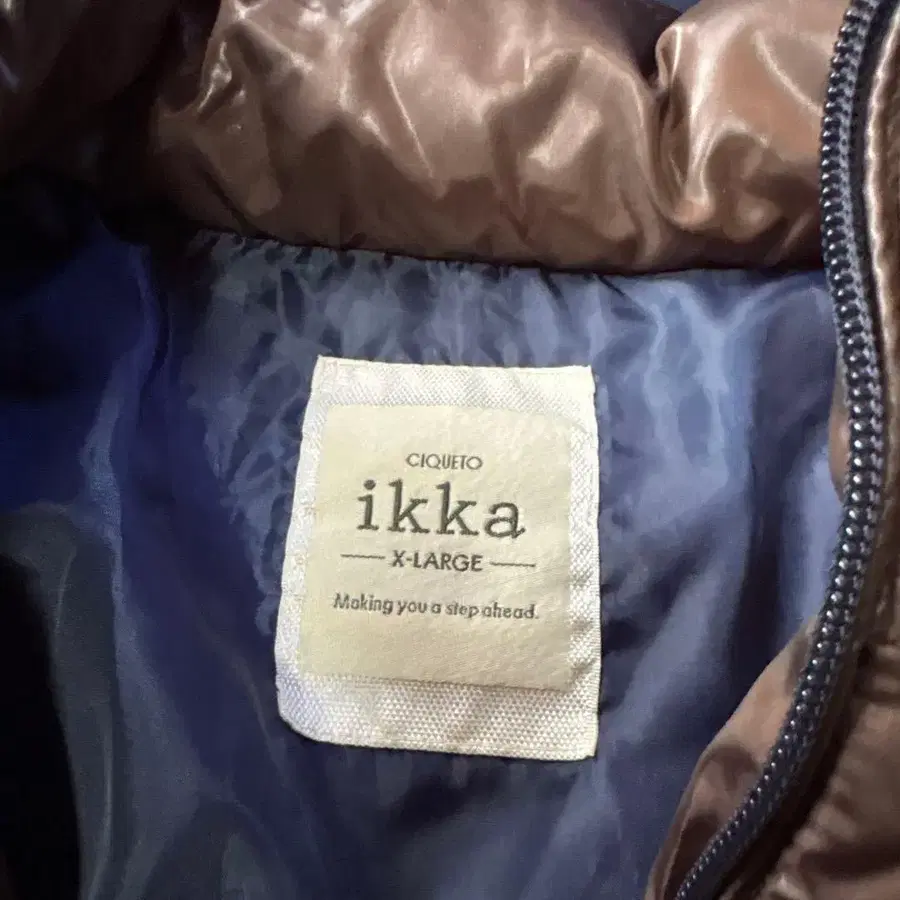 CIQUETO
ikka
X-LARGE
Making you a step ahead.